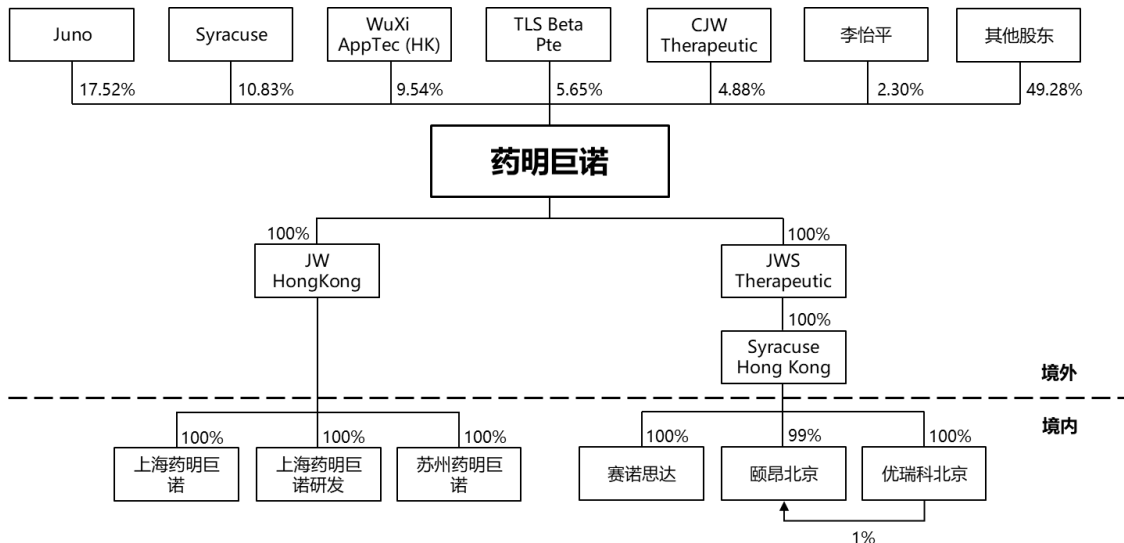 Juno
Syracuse
WuXi
AppTec (HK)
TLS Beta
Pte
CJW
Therapeutic
李怡平
其他股东
17.52%
10.83%
9.54%
5.65%
4.88%
2.30%
49.28%
药明巨诺
100%
100%
JW
HongKong
JWS
Therapeutic
100%
Syracuse
Hong Kong
境外
境内
100%
100%
100%
100%
99%
100%
上海药明巨
诺
上海药明巨
诺研发
苏州药明巨
诺
赛诺思达
颐昂北京
优瑞科北京
1%